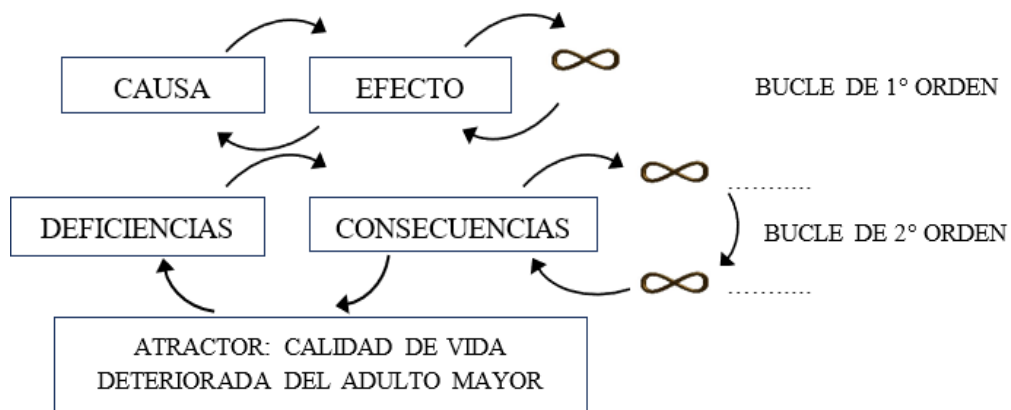 CAUSA
EFECTO
BUCLE DE 1° ORDEN
DEFICIENCIAS
CONSECUENCIAS
BUCLE DE 2° ORDEN
ATRACTOR: CALIDAD DE VIDA
DETERIORADA DEL ADULTO MAYOR